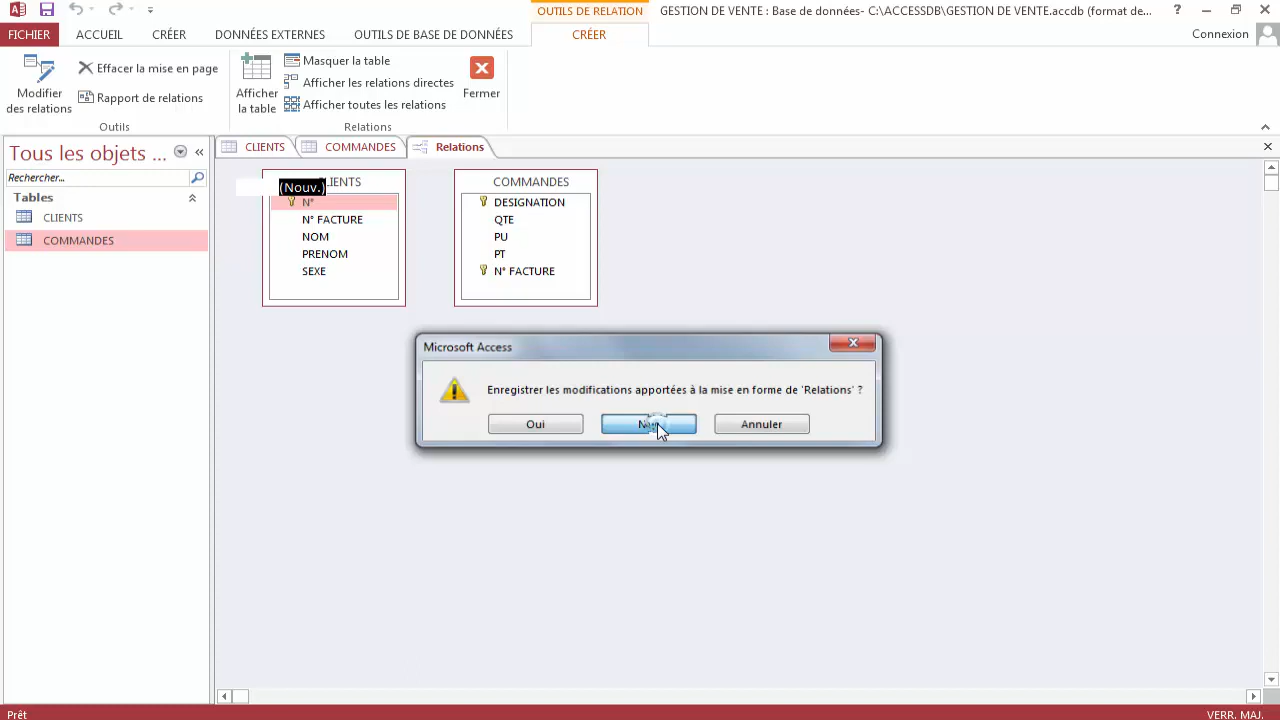 OUTILS DE RELATION
GESTION DE VENTE : Base de données- C:\ACCESSDB\GESTION DE VENTE.accdb (format de...
?
FICHIER
ACCUEIL
CRÉER
DONNÉES EXTERNES
OUTILS DE BASE DE DONNÉES
CRÉER
Connexion
Modifier
des relations
Effacer la mise en page
Rapport de relations
Outils
Afficher
la table
Masquer la table
Afficher les relations directes
Afficher toutes les relations
Relations
Fermer
Tous les objets ...
Rechercher...
Tables
CLIENTS
COMMANDES
CLIENTS
COMMANDES
Relations
(Nouv.)
N°
N° FACTURE
NOM
PRENOM
SEXE
COMMANDES
DESIGNATION
QTE
PU
PT
N° FACTURE
Microsoft Access
Enregistrer les modifications apportées à la mise en forme de 'Relations' ?
Oui
Annuler
Prêt
VERR. MAJ.